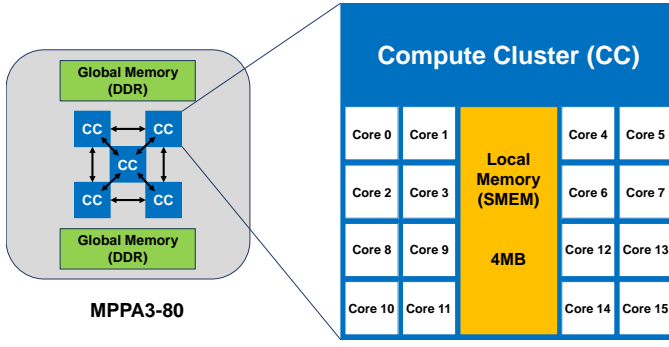 Global Memory
(DDR)
CC
CC
CC
CC
CC
Global Memory
(DDR)
MPPA3-80
Compute Cluster (CC)
Core 0
Core 1
Core 4
Core 5
Local
Memory
(SMEM)
Core 2
Core 3
Core 6
Core 7
4MB
Core 8
Core 9
Core 12
Core 13
Core 10
Core 11
Core 14
Core 15